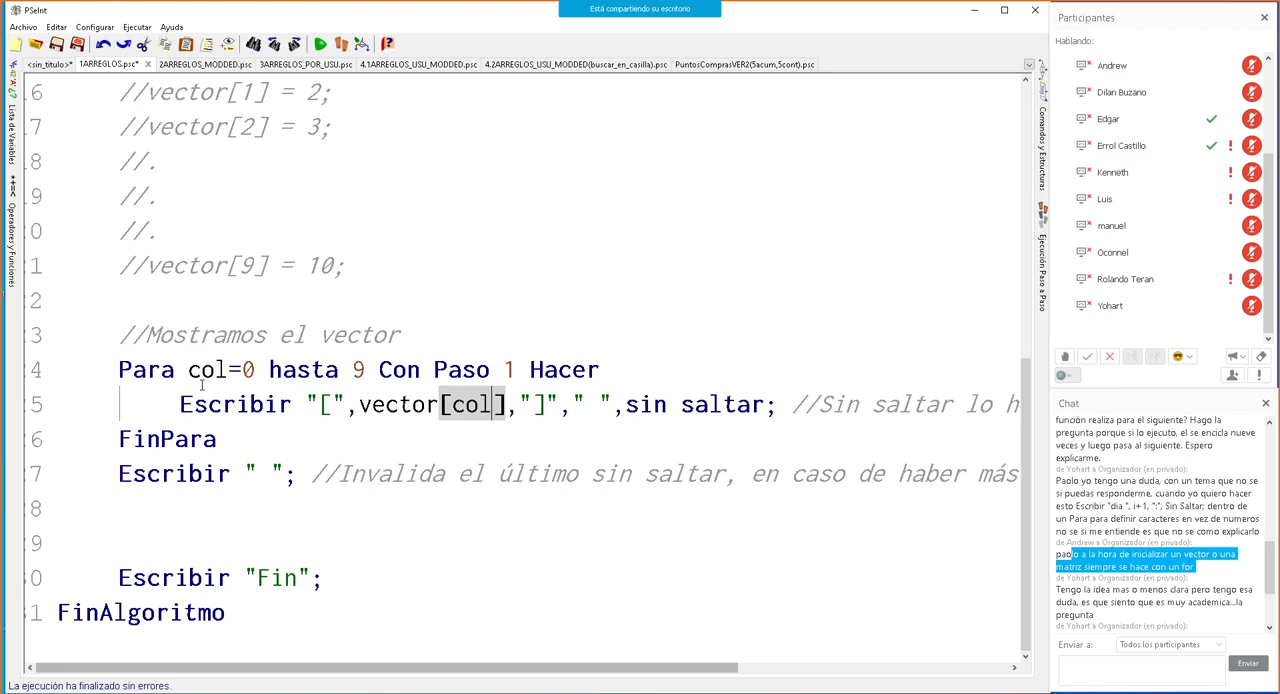 PSeInt
Está compartiendo su escritorio
Archivo Editar Configurar Ejecutar Ayuda
<sin_titulo>* 1ARREGLOS.psc* 2ARREGLOS_MODDED.psc 3ARREGLOS_POR_USU.psc 4.1ARREGLOS_USU_MODDED.psc 4.2ARREGLOS_USU_MODDED(buscar_en_casilla).psc PuntosComprasVER2(5acum,5cont).psc
Lista de Variables
Operadores y Funciones
6 //vector[1] = 2;
7 //vector[2] = 3;
8 //.
9 //.
0 //.
1 //vector[9] = 10;
2
3 //Mostramos el vector
4 Para col=0 hasta 9 Con Paso 1 Hacer
5 Escribir "[",vector[col],"]"," ",sin saltar; //Sin saltar lo h
6 FinPara
7 Escribir " "; //Invalida el último sin saltar, en caso de haber más
8
9
0 Escribir "Fin";
1 FinAlgoritmo
La ejecución ha finalizado sin errores.
Comandos y Estructuras
Ejecución Paso a Paso
Participantes
Hablando:
Andrew
Dilan Buzano
Edgar
Errol Castillo
Kenneth
Luis
manuel
Oconnel
Rolando Teran
Yohart
Chat
función realiza para el siguiente? Hago la
pregunta porque si lo ejecuto, el se encicla nueve
veces y luego pasa al siguiente. Espero
explicarme.
de Yohart a Organizador (en privado):
Paolo yo tengo una duda, con un tema que no se
si puedas responderme, cuando yo quiero hacer
esto Escribir "dia ", i+1, ":", Sin Saltar; dentro de
un Para para definir caracteres en vez de numeros
no se si me entiende es que no se como explicarlo
de Andrew a Organizador (en privado):
paolo a la hora de inicializar un vector o una
matriz siempre se hace con un for
de Yohart a Organizador (en privado):
Tengo la idea mas o menos clara pero tengo esa
duda, es que siento que es muy academica...la
pregunta
de Yohart a Organizador (en privado):
Enviar a: Todos los participantes
Enviar